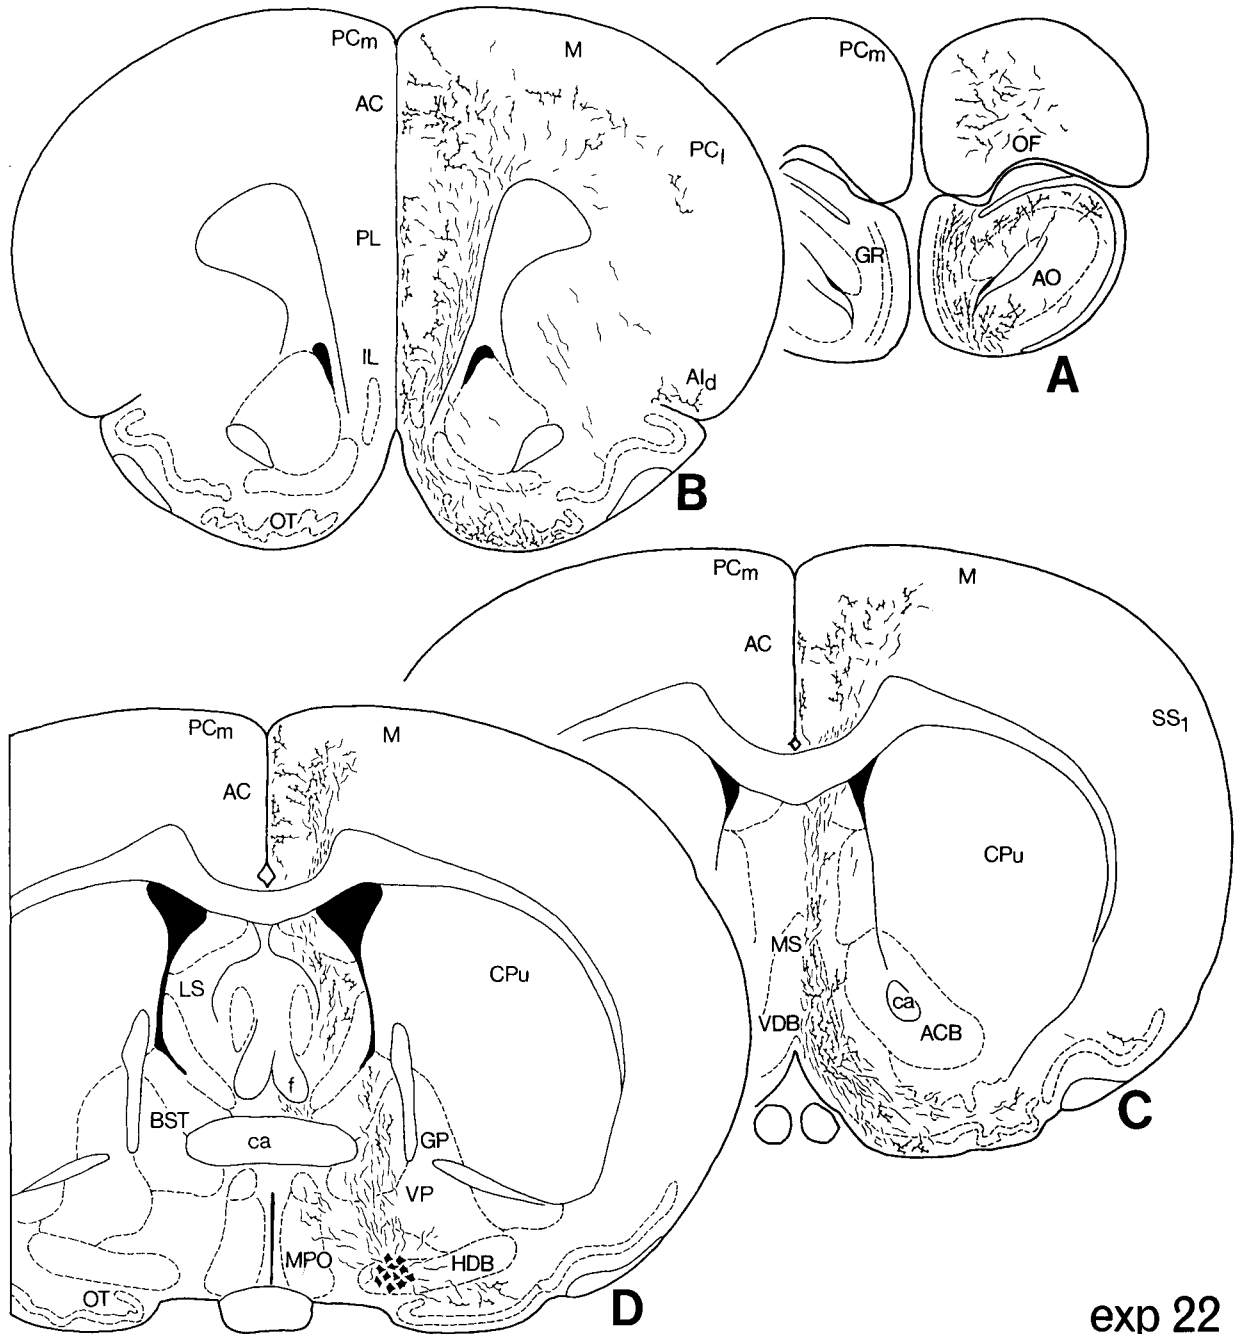 PCm
M
AC
PCl
PL
IL
AId
OT
B
PCm
OF
GR
AO
A
PCm
M
AC
SS1
CPu
MS
ca
VDB
ACB
C
PCm
M
AC
CPu
LS
f
BST
ca
GP
VP
MPO
HDB
OT
D
exp 22